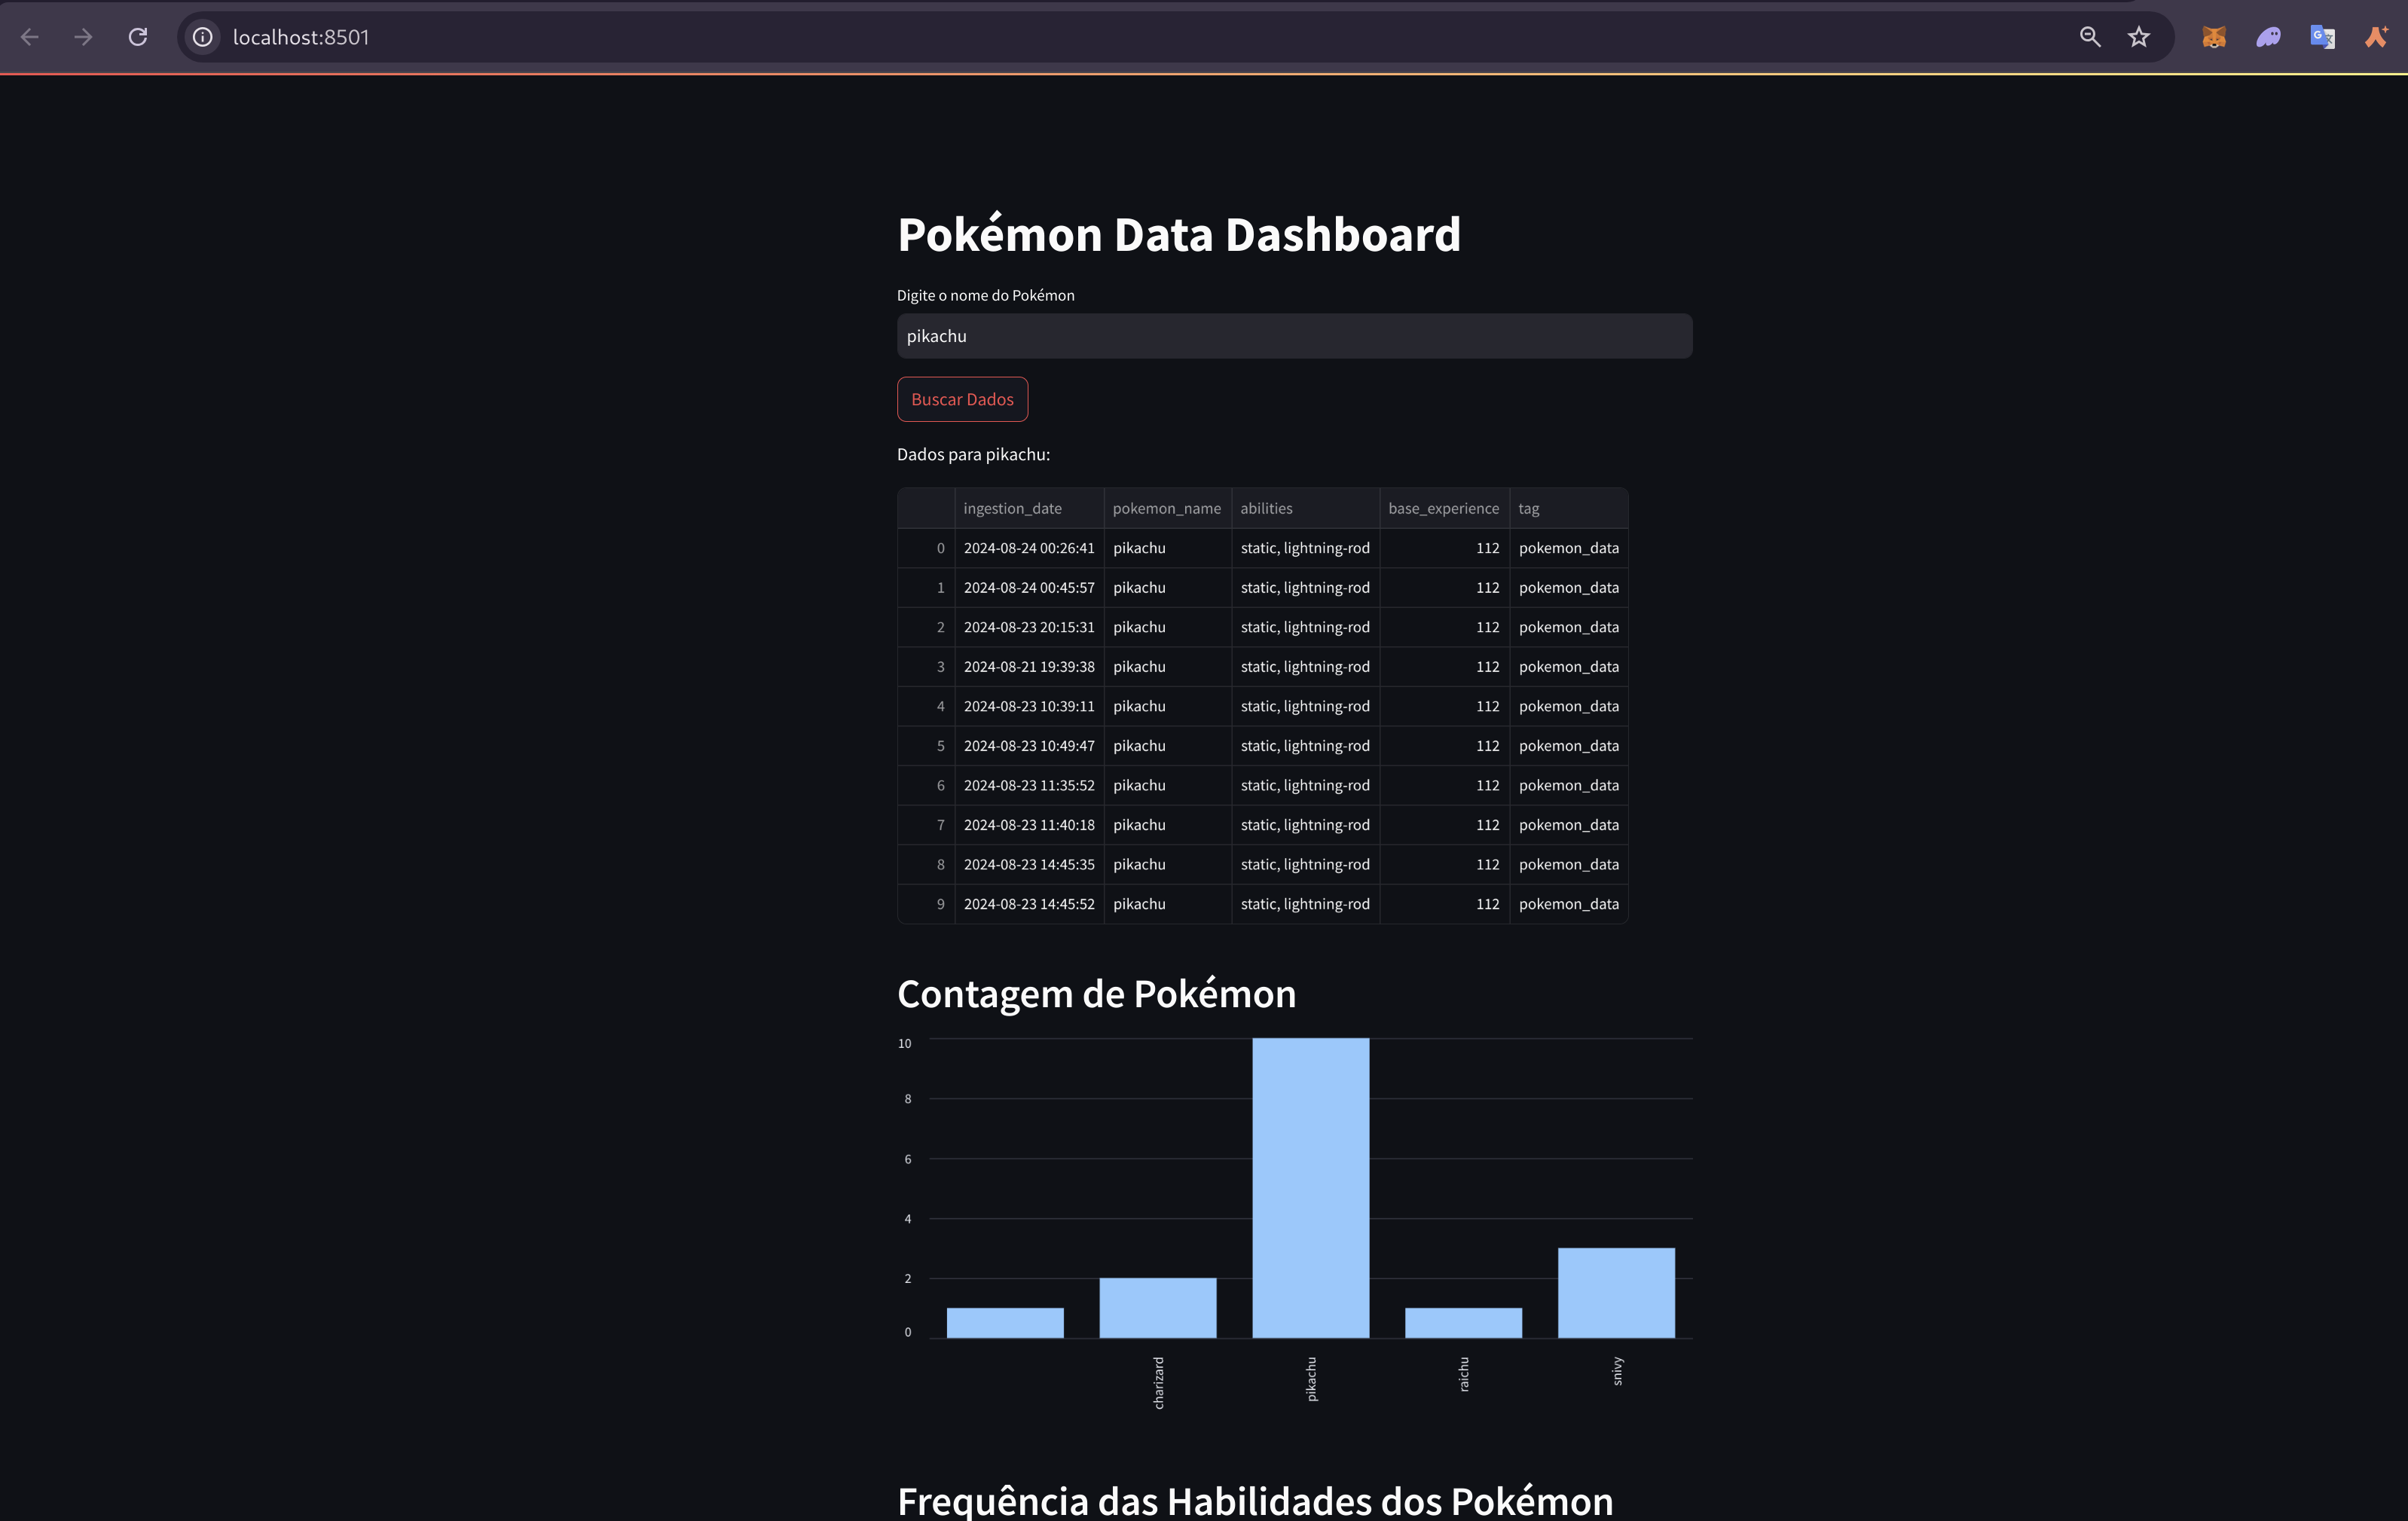 localhost:8501
Pokémon Data Dashboard
Digite o nome do Pokémon
pikachu
Buscar Dados
Dados para pikachu:
ingestion_date pokemon_name abilities base_experience tag
0 2024-08-24 00:26:41 pikachu static, lightning-rod 112 pokemon_data
1 2024-08-24 00:45:57 pikachu static, lightning-rod 112 pokemon_data
2 2024-08-23 20:15:31 pikachu static, lightning-rod 112 pokemon_data
3 2024-08-21 19:39:38 pikachu static, lightning-rod 112 pokemon_data
4 2024-08-23 10:39:11 pikachu static, lightning-rod 112 pokemon_data
5 2024-08-23 10:49:47 pikachu static, lightning-rod 112 pokemon_data
6 2024-08-23 11:35:52 pikachu static, lightning-rod 112 pokemon_data
7 2024-08-23 11:40:18 pikachu static, lightning-rod 112 pokemon_data
8 2024-08-23 14:45:35 pikachu static, lightning-rod 112 pokemon_data
9 2024-08-23 14:45:52 pikachu static, lightning-rod 112 pokemon_data
Contagem de Pokémon
10
8
6
4
2
0
charizard
pikachu
raichu
snivy
Frequência das Habilidades dos Pokémon